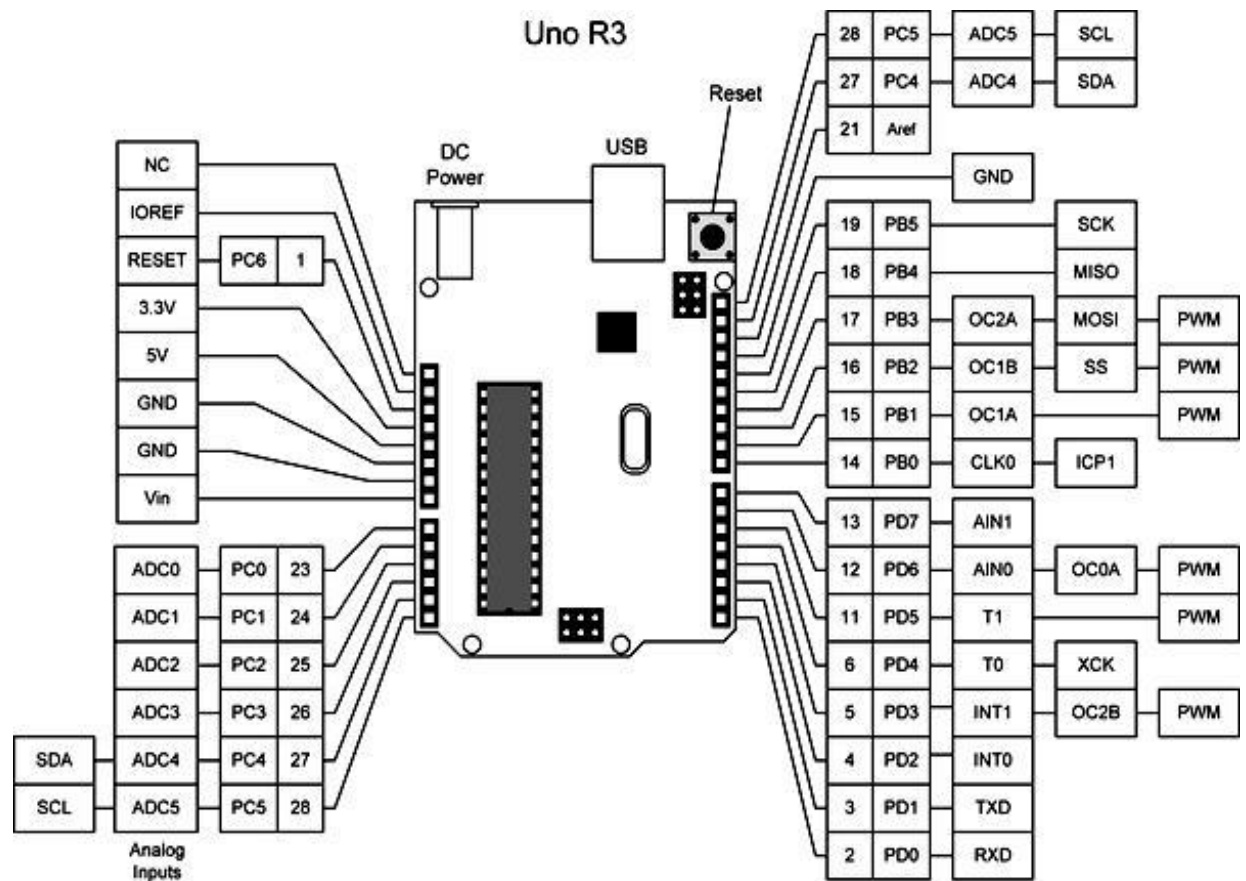 Uno R3
Reset
DC
Power
USB
NC
IOREF
RESET PC6 1
3.3V
5V
GND
GND
Vin
ADC0 PC0 23
ADC1 PC1 24
ADC2 PC2 25
ADC3 PC3 26
SDA ADC4 PC4 27
SCL ADC5 PC5 28
Analog
Inputs
28 PC5 ADC5 SCL
27 PC4 ADC4 SDA
21 Aref
GND
19 PB5 SCK
18 PB4 MISO
17 PB3 OC2A MOSI PWM
16 PB2 OC1B SS PWM
15 PB1 OC1A PWM
14 PB0 CLK0 ICP1
13 PD7 AIN1
12 PD6 AIN0 OC0A PWM
11 PD5 T1 PWM
6 PD4 T0 XCK
5 PD3 INT1 OC2B PWM
4 PD2 INT0
3 PD1 TXD
2 PD0 RXD